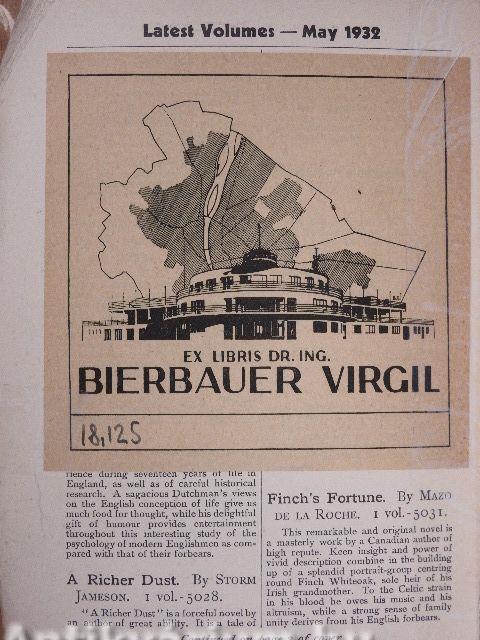 Latest Volumes — May 1932
EX LIBRIS DR. ING.
BIERBAUER VIRGIL
18,125
rience during seventeen years of life in
England, as well as of careful historical
research. A sagacious Dutchman's views
on the English conception of life give us
much food for thought, while his delightful
gift of humour provides entertainment
throughout this interesting study of the
psychology of modern Englishmen as com-
pared with that of their forbears.
A Richer Dust. By STORM
JAMESON. 1 vol.-5028.
"A Richer Dust" is a forceful novel by
an author of great ability. It is a tale of
Finch's Fortune. By MAZO
DE LA ROCHE. 1 vol.-5031.
This remarkable and original novel is
a masterly work by a Canadian author of
high repute. Keen insight and power of
vivid description combine in the building
up of a splendid portrait-group centring
round Finch Whiteoak, sole heir of his
Irish grandmother. To the Celtic strain
in his blood he owes his music and his
altruism, while a strong sense of family
unity derives from his English forbears.
Continued on page 2 of cover